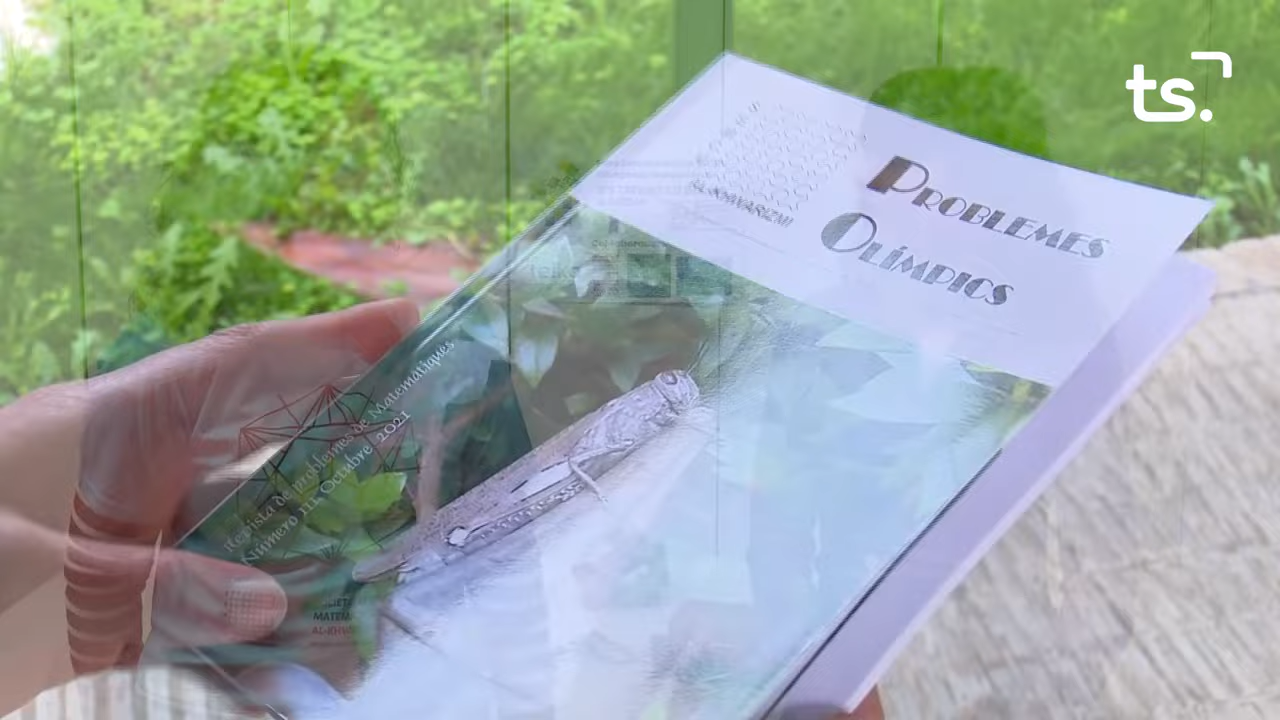 ts.
PROBLEMES
OLÍMPICS
AL-KHWARIZMI
Revista de problemes de Matemàtiques
Número 111 Octubre 2021